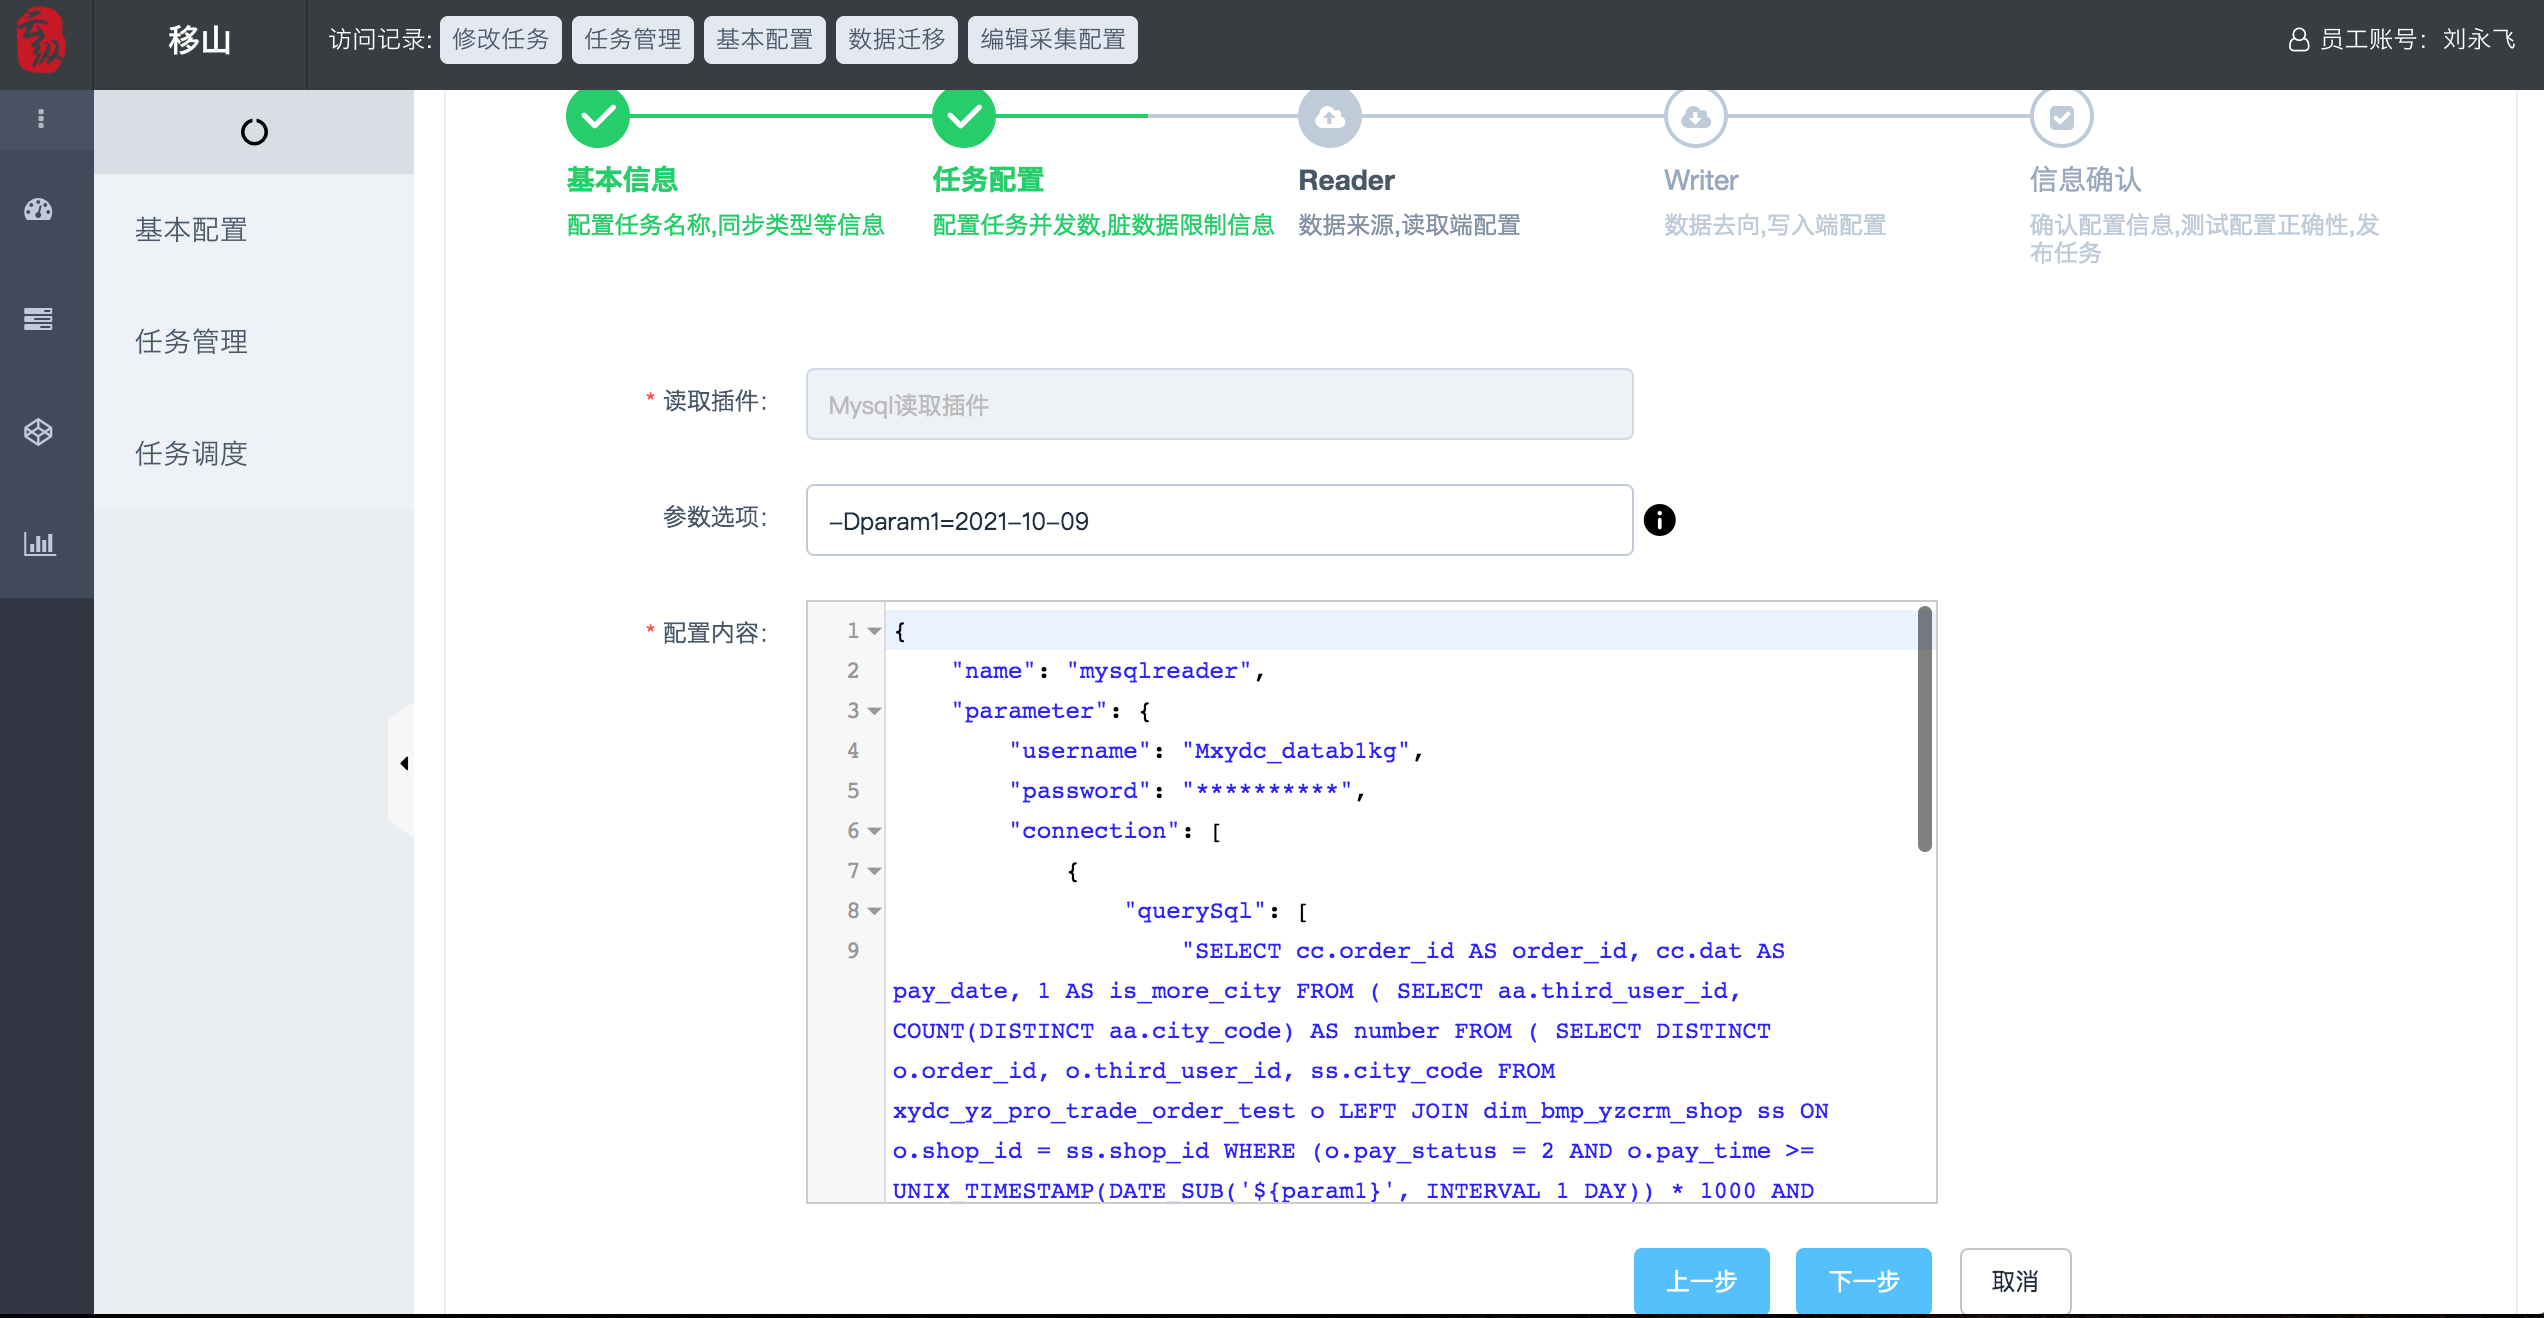 云纵
移山
访问记录: 修改任务 任务管理 基本配置 数据迁移 编辑采集配置
员工账号: 刘永飞
基本配置
任务管理
任务调度
基本信息
配置任务名称,同步类型等信息
任务配置
配置任务并发数,脏数据限制信息
Reader
数据来源,读取端配置
Writer
数据去向,写入端配置
信息确认
确认配置信息,测试配置正确性,发
布任务
* 读取插件: Mysql读取插件
参数选项: -Dparam1=2021-10-09
* 配置内容:
1 {
2 "name": "mysqlreader",
3 "parameter": {
4 "username": "Mxydc_datab1kg",
5 "password": "**********",
6 "connection": [
7 {
8 "querySql": [
9 "SELECT cc.order_id AS order_id, cc.dat AS
pay_date, 1 AS is_more_city FROM ( SELECT aa.third_user_id,
COUNT(DISTINCT aa.city_code) AS number FROM ( SELECT DISTINCT
o.order_id, o.third_user_id, ss.city_code FROM
xydc_yz_pro_trade_order_test o LEFT JOIN dim_bmp_yzcrm_shop ss ON
o.shop_id = ss.shop_id WHERE (o.pay_status = 2 AND o.pay_time >=
UNIX_TIMESTAMP(DATE_SUB('${param1}', INTERVAL 1 DAY)) * 1000 AND
上一步 下一步 取消